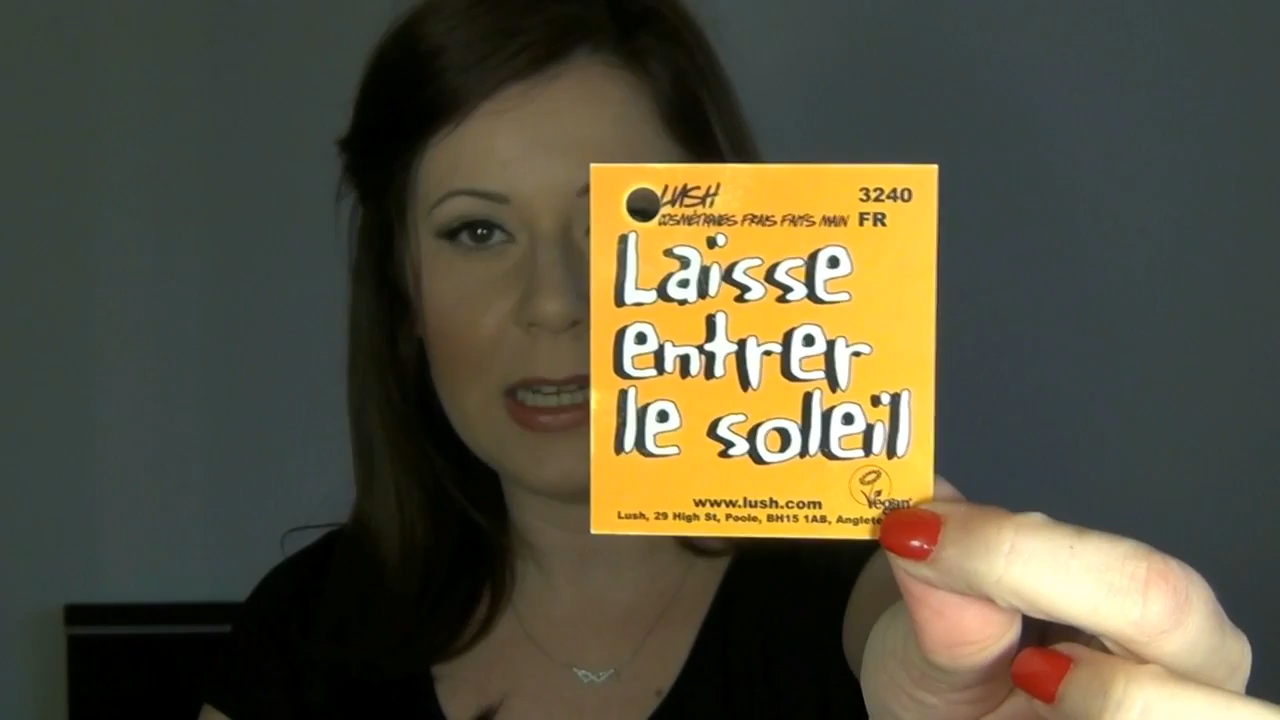 LUSH
COSMÉTIQUES FRAIS FAITS MAIN
3240
FR
Laisse
entrer
le soleil
Vegan
www.lush.com
Lush, 29 High St, Poole, BH15 1AB,